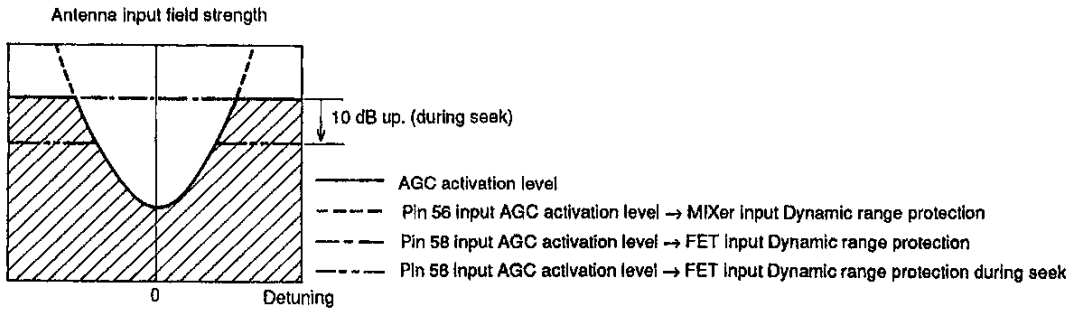 Antenna input field strength
10 dB up. (during seek)
AGC activation level
Pin 56 input AGC activation level → MIXer input Dynamic range protection
Pin 58 input AGC activation level → FET input Dynamic range protection
Pin 58 input AGC activation level → FET input Dynamic range protection during seek
0 Detuning